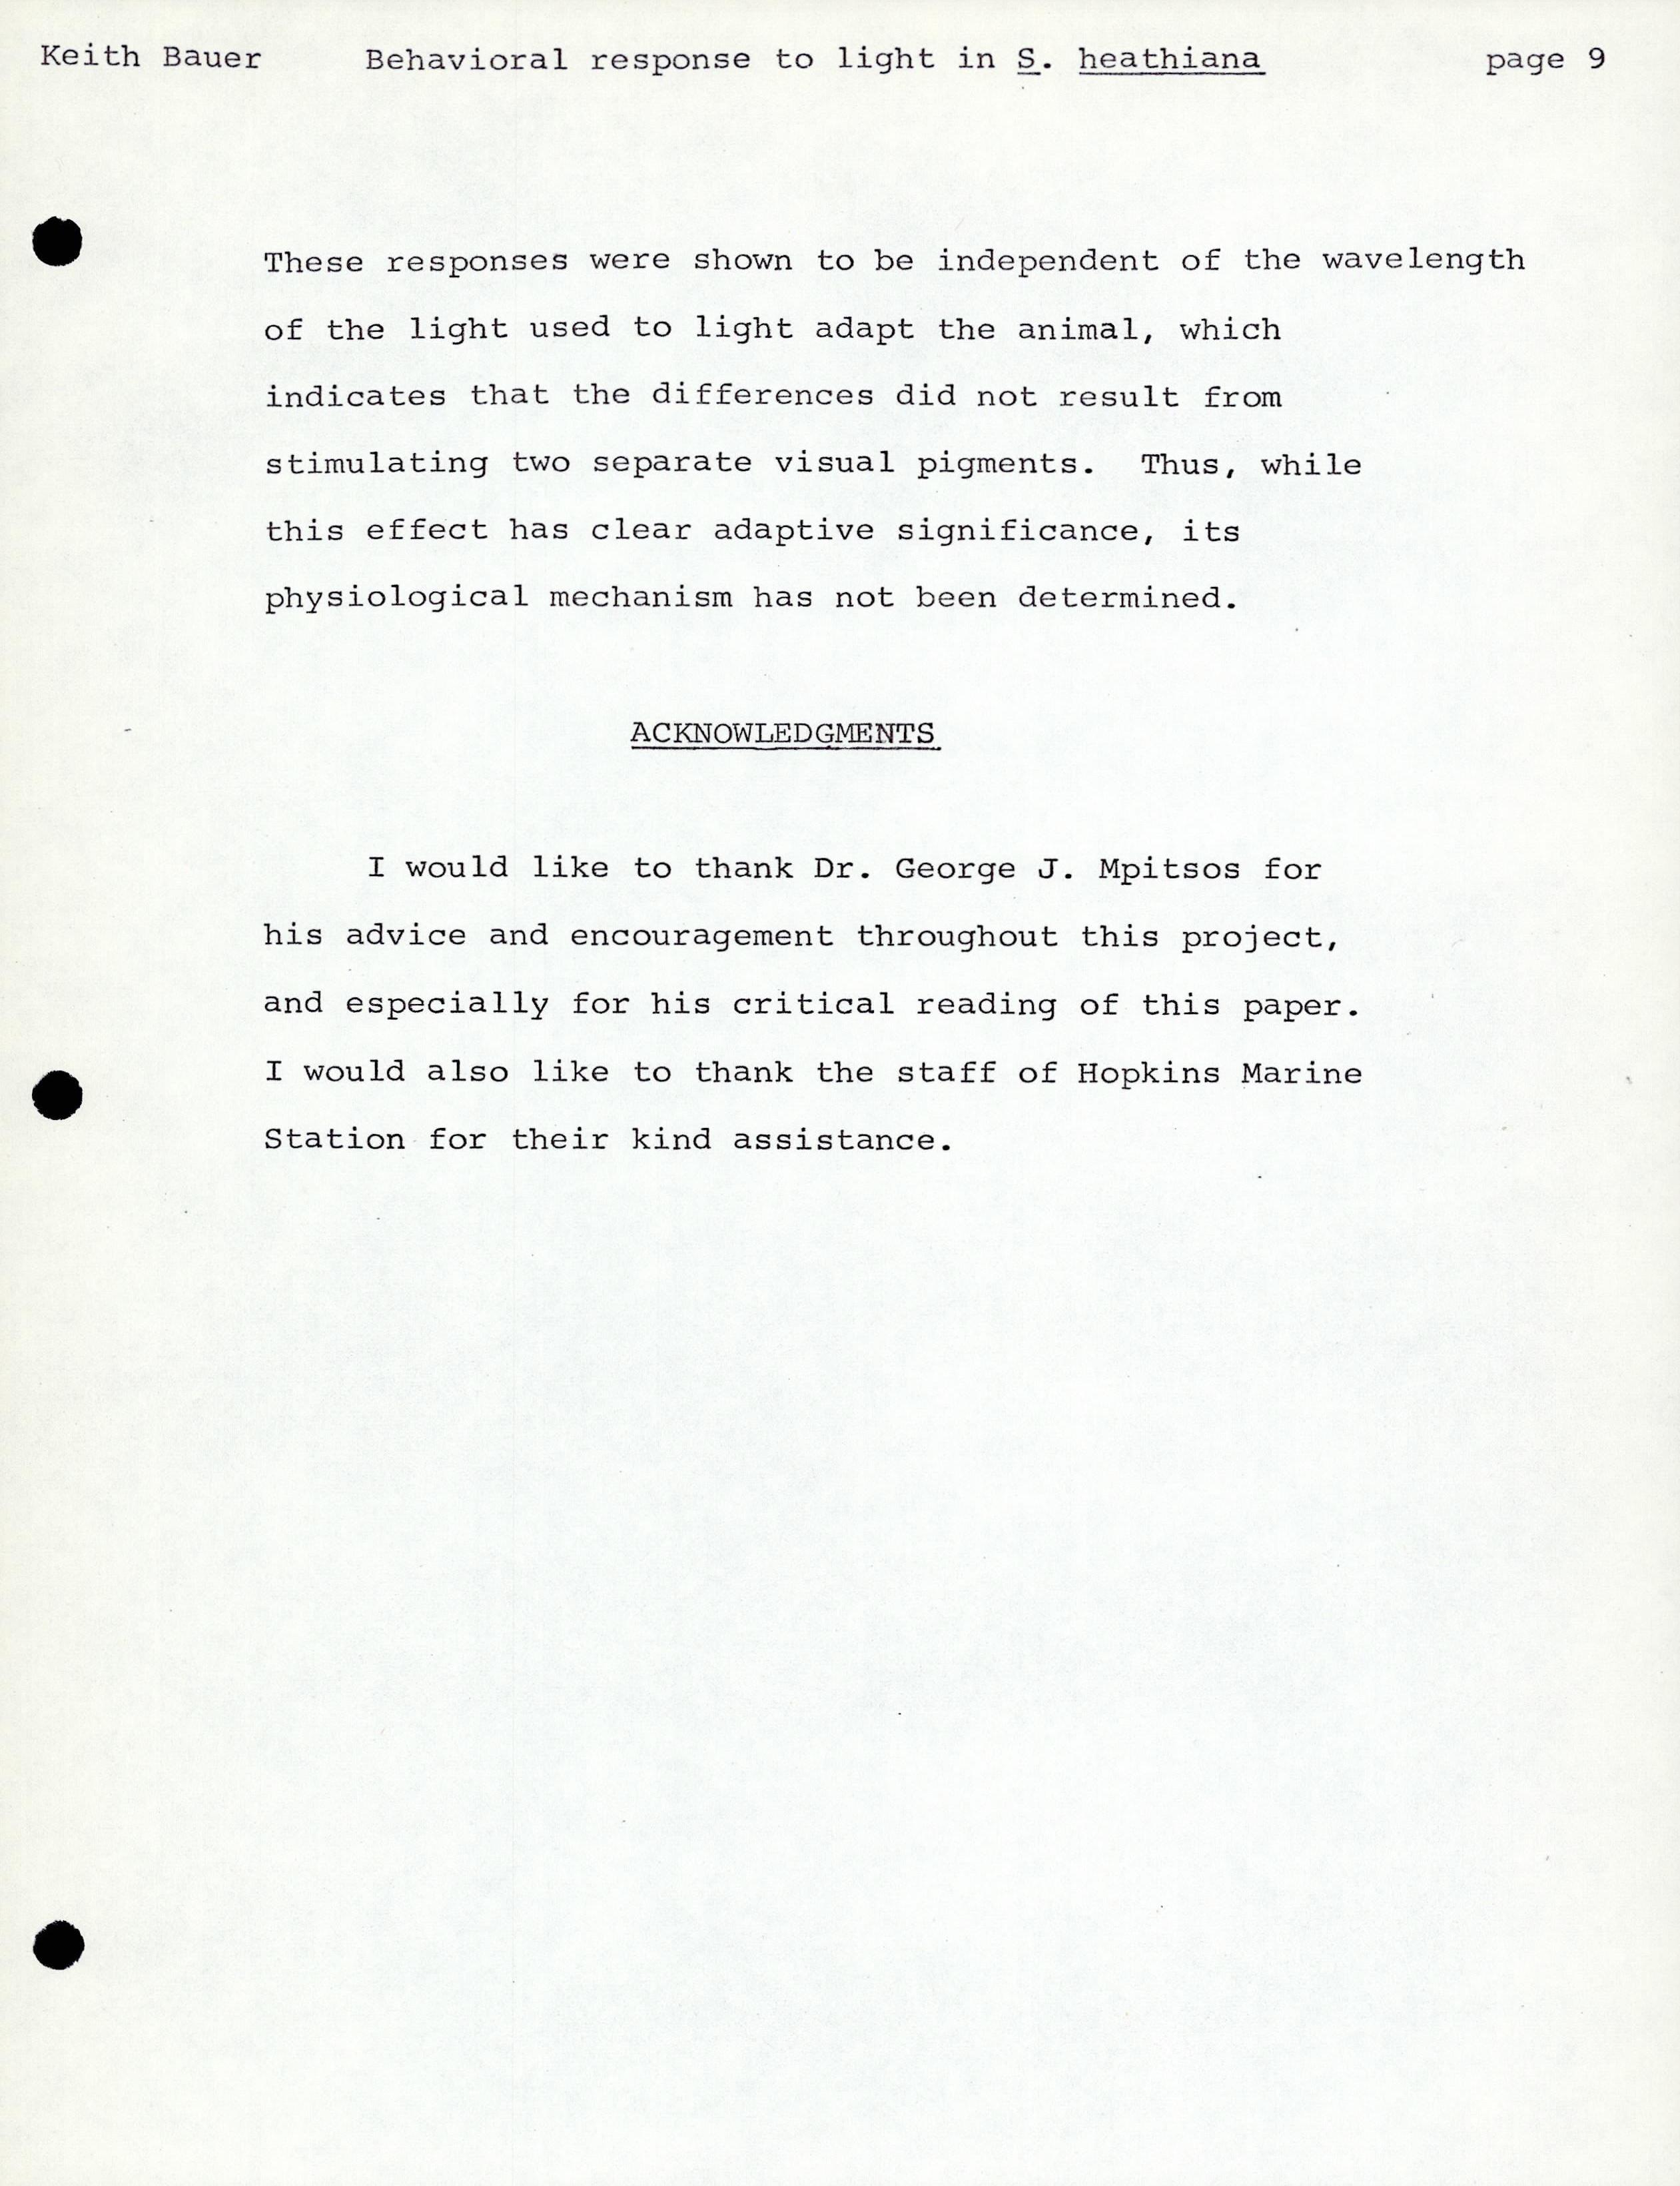 Keith Bauer Behavioral response to light in S. heathiana page 9
These responses were shown to be independent of the wavelength
of the light used to light adapt the animal, which
indicates that the differences did not result from
stimulating two separate visual pigments. Thus, while
this effect has clear adaptive significance, its
physiological mechanism has not been determined.
ACKNOWLEDGMENTS
I would like to thank Dr. George J. Mpitsos for
his advice and encouragement throughout this project,
and especially for his critical reading of this paper.
I would also like to thank the staff of Hopkins Marine
Station for their kind assistance.